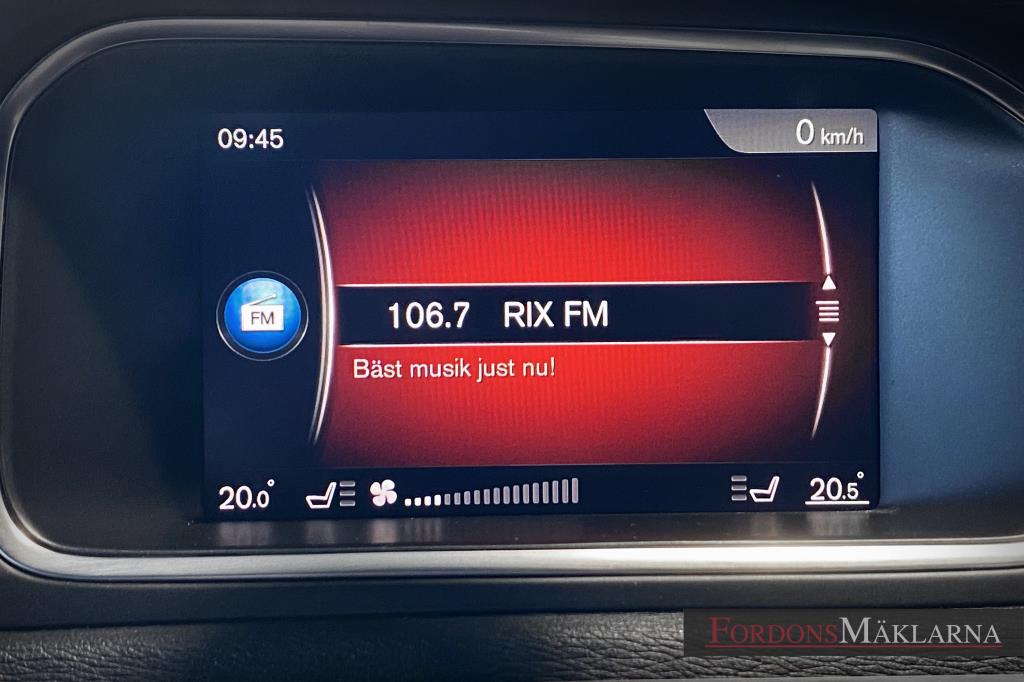 09:45
0 km/h
FM
106.7 RIX FM
Bäst musik just nu!
20.0°
20.5°
FORDONSMÄKLARNA